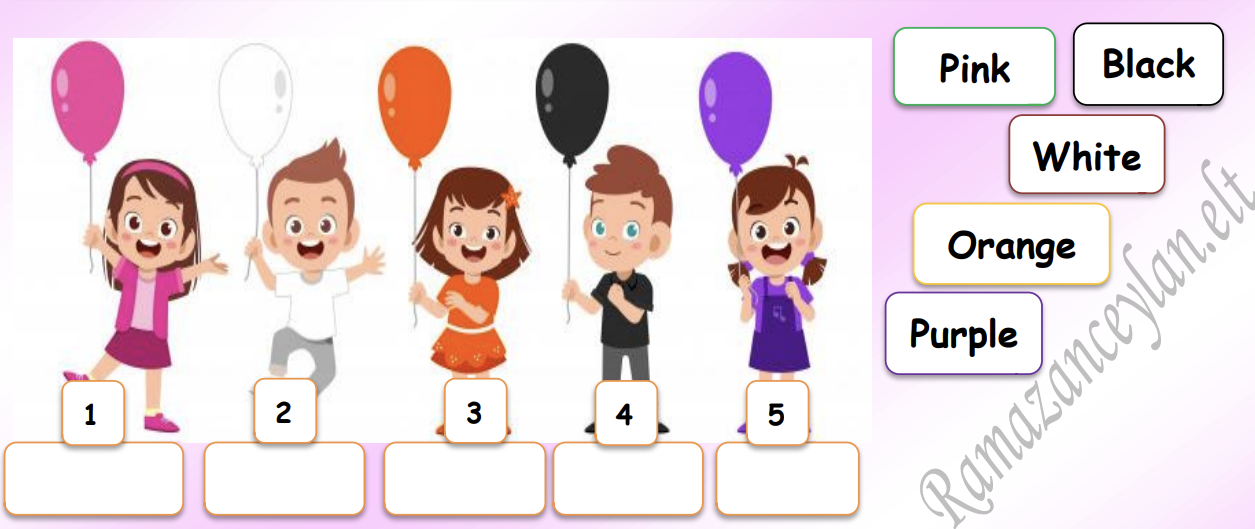 Pink
Black
White
Orange
Purple
1
2
3
4
5
Ramazanceylan.elt